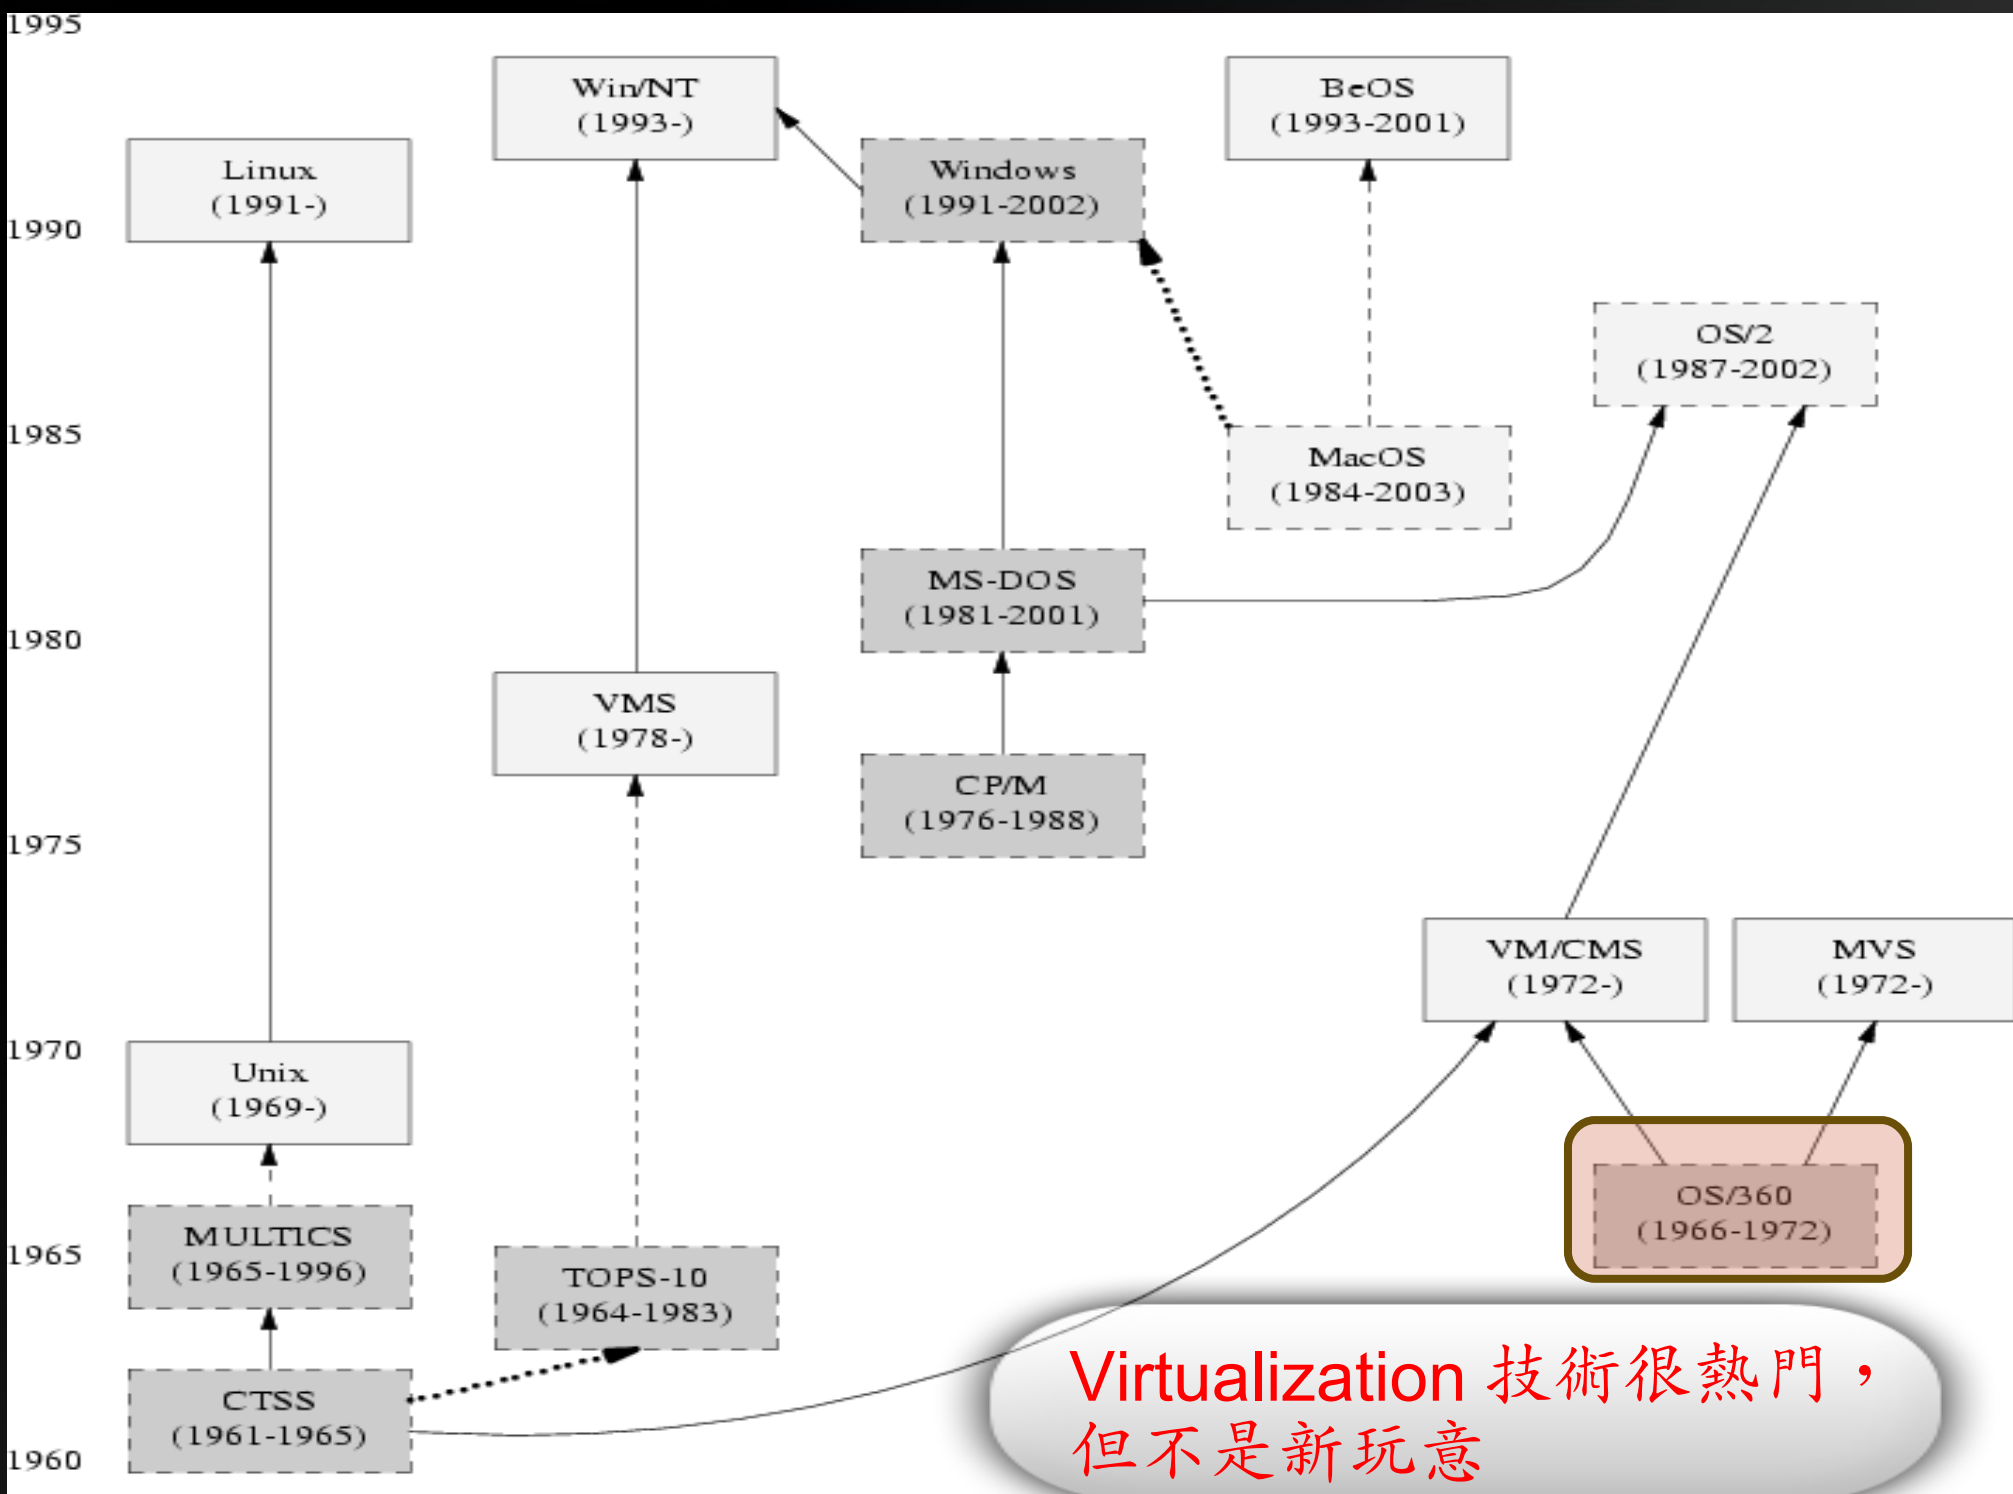 1995
Win/NT
(1993-)
BeOS
(1993-2001)
Linux
(1991-)
Windows
(1991-2002)
1990
OS/2
(1987-2002)
1985
MacOS
(1984-2003)
MS-DOS
(1981-2001)
1980
VMS
(1978-)
CP/M
(1976-1988)
1975
VM/CMS
(1972-)
MVS
(1972-)
1970
Unix
(1969-)
OS/360
(1966-1972)
MULTICS
(1965-1996)
1965
TOPS-10
(1964-1983)
CTSS
(1961-1965)
1960
Virtualization 技術很熱門，
但不是新玩意